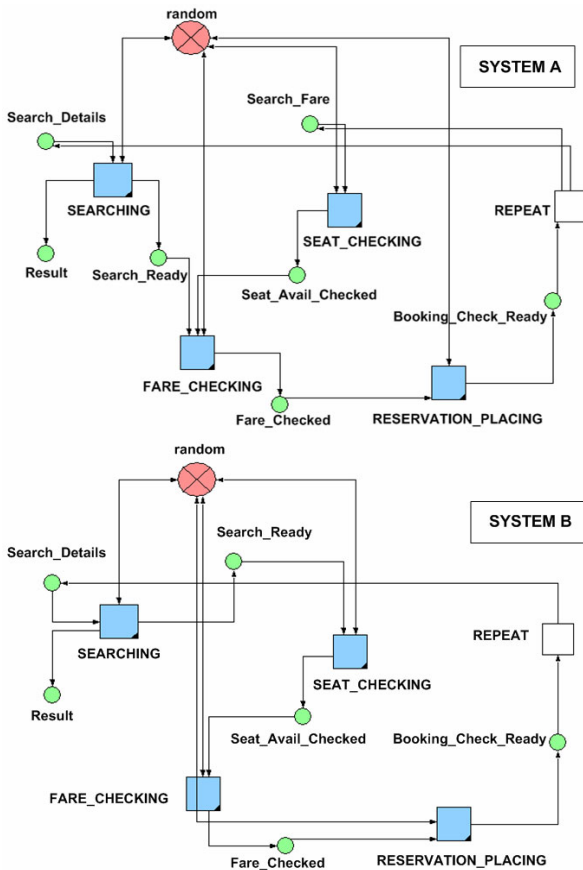 random
SYSTEM A
Search_Fare
Search_Details
SEARCHING
SEAT_CHECKING
REPEAT
Result
Search_Ready
Seat_Avail_Checked
Booking_Check_Ready
FARE_CHECKING
Fare_Checked
RESERVATION_PLACING
random
SYSTEM B
Search_Ready
Search_Details
REPEAT
SEARCHING
SEAT_CHECKING
Result
Seat_Avail_Checked
Booking_Check_Ready
FARE_CHECKING
Fare_Checked
RESERVATION_PLACING